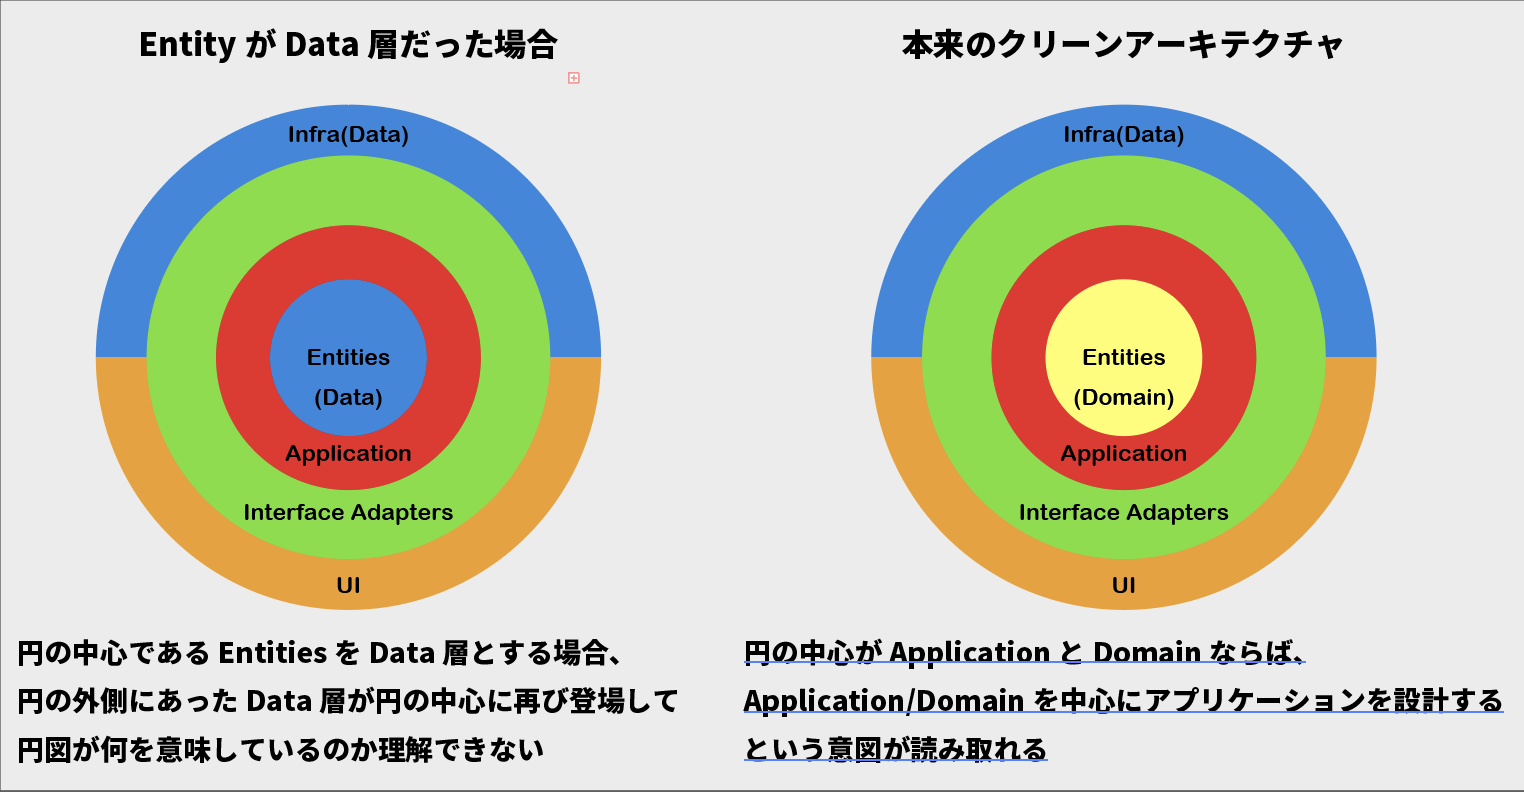 Entity が Data 層だった場合
Infra(Data)
Entities
(Data)
Application
Interface Adapters
UI
円の中心である Entities を Data 層とする場合、
円の外側にあった Data 層が円の中心に再び登場して
円図が何を意味しているのか理解できない
本来のクリーンアーキテクチャ
Infra(Data)
Entities
(Domain)
Application
Interface Adapters
UI
円の中心が Application と Domain ならば、
Application/Domain を中心にアプリケーションを設計する
という意図が読み取れる